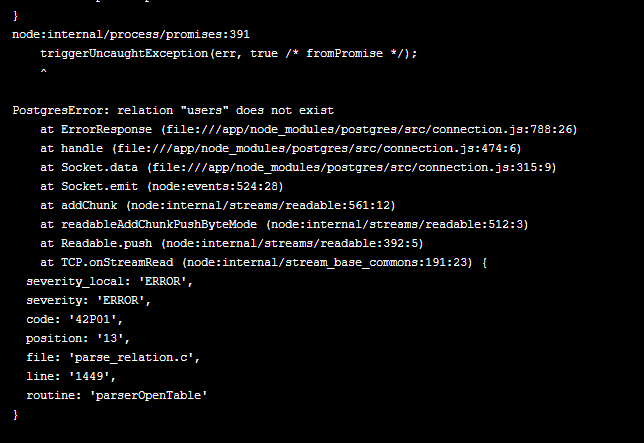 }
node:internal/process/promises:391
    triggerUncaughtException(err, true /* fromPromise */);
    ^

PostgresError: relation "users" does not exist
    at ErrorResponse (file:///app/node_modules/postgres/src/connection.js:788:26)
    at handle (file:///app/node_modules/postgres/src/connection.js:474:6)
    at Socket.data (file:///app/node_modules/postgres/src/connection.js:315:9)
    at Socket.emit (node:events:524:28)
    at addChunk (node:internal/streams/readable:561:12)
    at readableAddChunkPushByteMode (node:internal/streams/readable:512:3)
    at Readable.push (node:internal/streams/readable:392:5)
    at TCP.onStreamRead (node:internal/stream_base_commons:191:23) {
  severity_local: 'ERROR',
  severity: 'ERROR',
  code: '42P01',
  position: '13',
  file: 'parse_relation.c',
  line: '1449',
  routine: 'parserOpenTable'
}